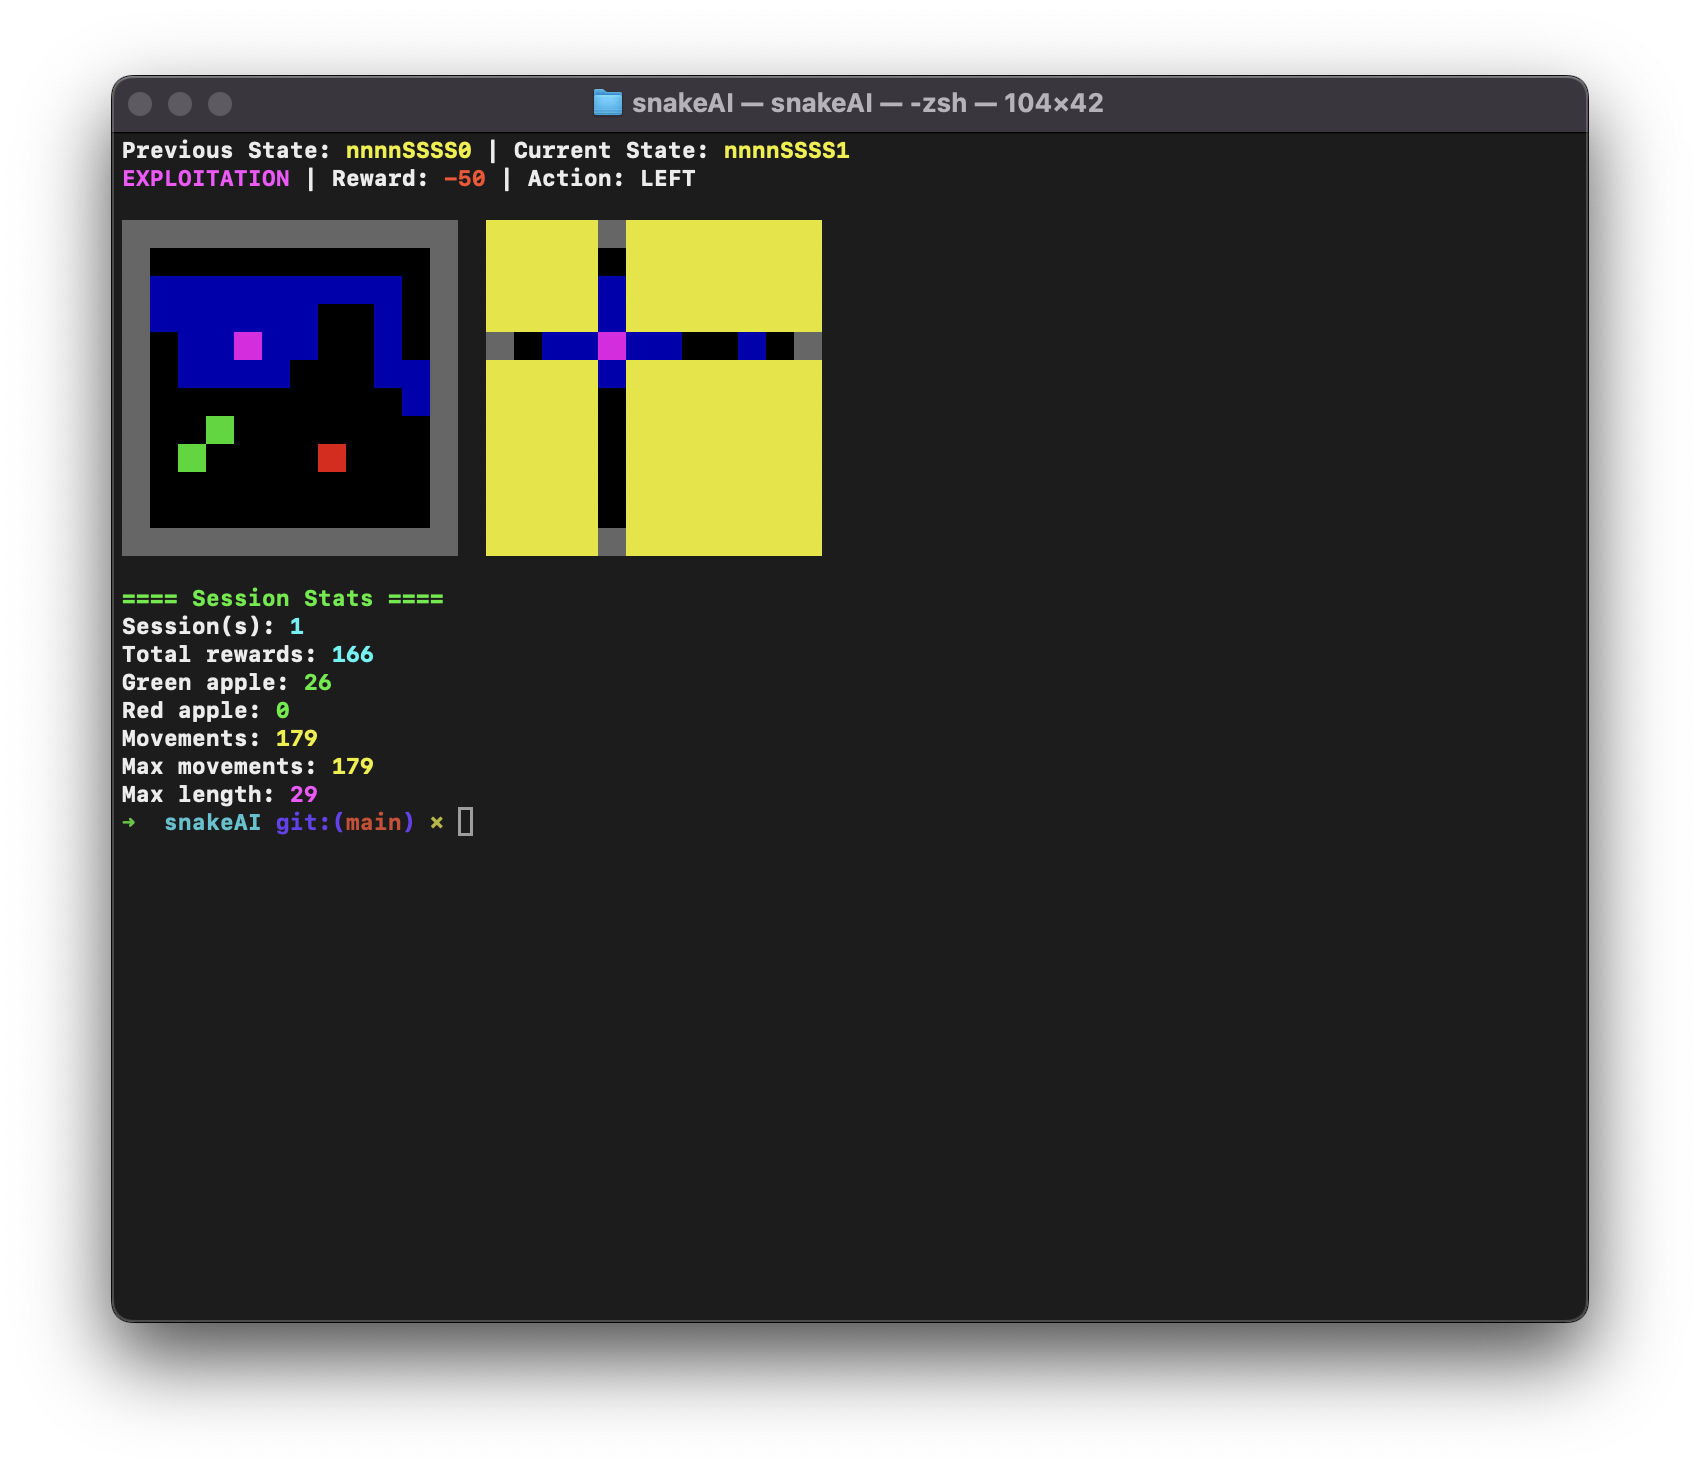 snakeAI — snakeAI — -zsh — 104×42
Previous State: nnnnSSSS0 | Current State: nnnnSSSS1
EXPLOITATION | Reward: -50 | Action: LEFT
==== Session Stats ====
Session(s): 1
Total rewards: 166
Green apple: 26
Red apple: 0
Movements: 179
Max movements: 179
Max length: 29
→ snakeAI git:(main) ×